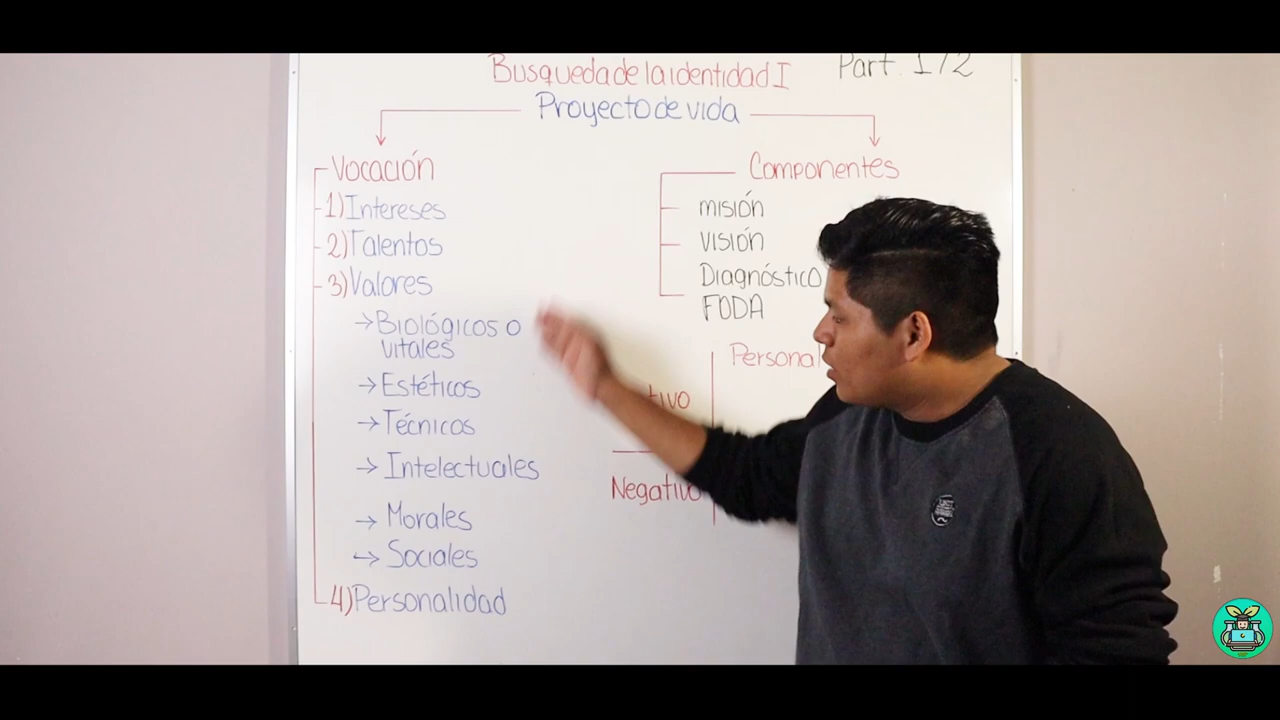 Busqueda de la identidad I
Part. 1/2
Proyecto de vida
Vocación
1) Intereses
2) Talentos
3) Valores
→ Biológicos o
vitales
→ Estéticos
→ Técnicos
→ Intelectuales
→ Morales
→ Sociales
4) Personalidad
Componentes
misión
visión
Diagnóstico
FODA
Personal
tivo
Negativo